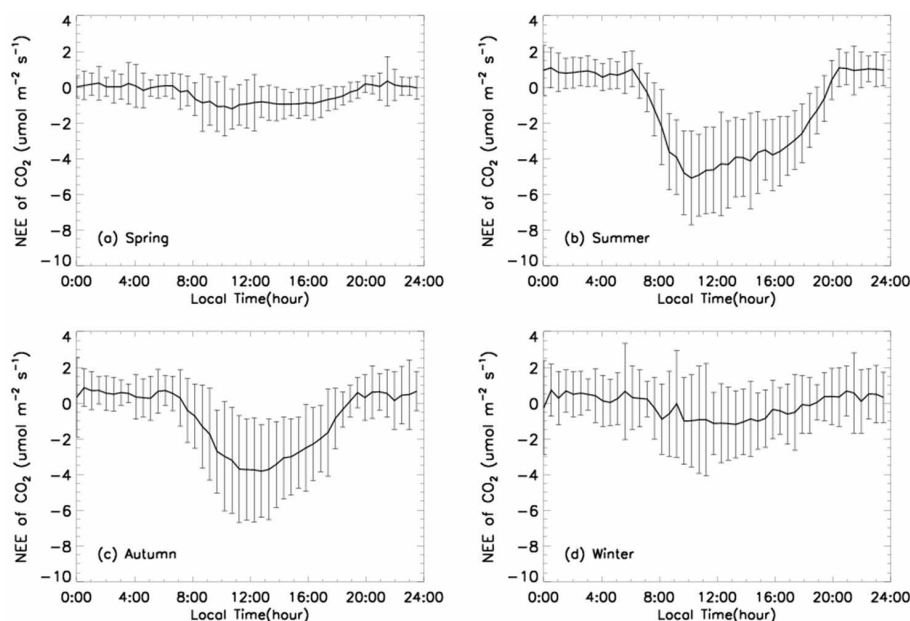 4
2
0
−2
−4
−6
−8
−10
NEE of CO2 (umol m−2 s−1)
(a) Spring
0:00 4:00 8:00 12:00 16:00 20:00 24:00
Local Time(hour)
4
2
0
−2
−4
−6
−8
−10
NEE of CO2 (umol m−2 s−1)
(b) Summer
0:00 4:00 8:00 12:00 16:00 20:00 24:00
Local Time(hour)
4
2
0
−2
−4
−6
−8
−10
NEE of CO2 (umol m−2 s−1)
(c) Autumn
0:00 4:00 8:00 12:00 16:00 20:00 24:00
Local Time(hour)
4
2
0
−2
−4
−6
−8
−10
NEE of CO2 (umol m−2 s−1)
(d) Winter
0:00 4:00 8:00 12:00 16:00 20:00 24:00
Local Time(hour)